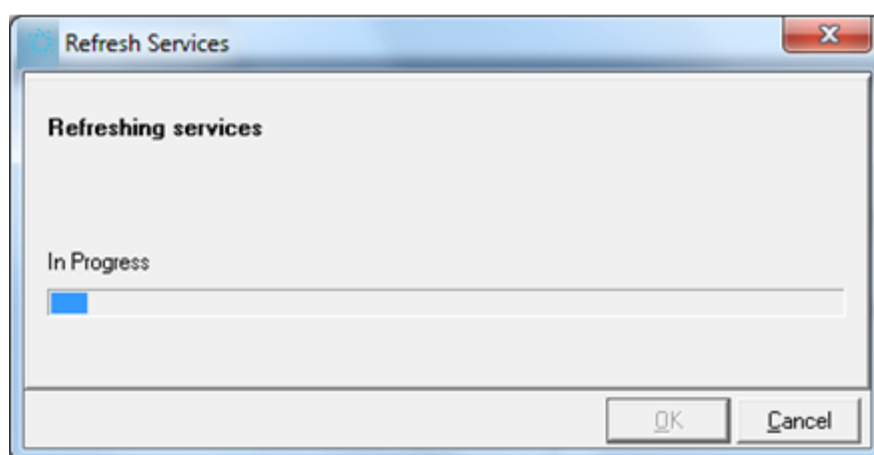 Refresh Services
Refreshing services
In Progress
OK
Cancel